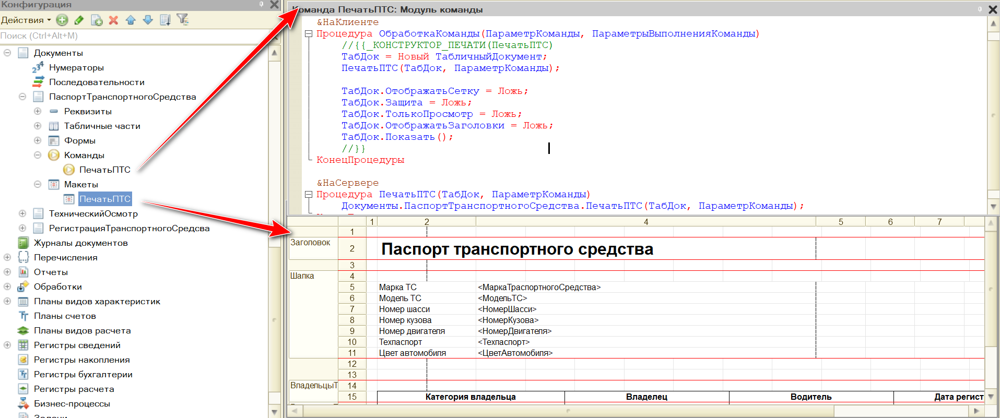 Конфигурация
Действия
Поиск (Ctrl+Alt+M)
Документы
Нумераторы
Последовательности
ПаспортТранспортногоСредства
Реквизиты
Табличные части
Формы
Команды
ПечатьПТС
Макеты
ПечатьПТС
ТехническийОсмотр
РегистрацияТранспортногоСредсва
Журналы документов
Перечисления
Отчеты
Обработки
Планы видов характеристик
Планы счетов
Планы видов расчета
Регистры сведений
Регистры накопления
Регистры бухгалтерии
Регистры расчета
Бизнес-процессы
Задачи
Команда ПечатьПТС: Модуль команды
&НаКлиенте
Процедура ОбработкаКоманды(ПараметрКоманды, ПараметрыВыполненияКоманды)
//{{_КОНСТРУКТОР_ПЕЧАТИ(ПечатьПТС)
ТабДок = Новый ТабличныйДокумент;
ПечатьПТС(ТабДок, ПараметрКоманды);
ТабДок.ОтображатьСетку = Ложь;
ТабДок.Защита = Ложь;
ТабДок.ТолькоПросмотр = Ложь;
ТабДок.ОтображатьЗаголовки = Ложь;
ТабДок.Показать();
//}}
КонецПроцедуры
&НаСервере
Процедура ПечатьПТС(ТабДок, ПараметрКоманды)
Документы.ПаспортТранспортногоСредства.ПечатьПТС(ТабДок, ПараметрКоманды);
1 2 4 5 6 7
1
Заголовок 2 Паспорт транспортного средства
3
Шапка 4
5 Марка ТС <МаркаТраспортногоСредства>
6 Модель ТС <МодельТС>
7 Номер шасси <НомерШасси>
8 Номер кузова <НомерКузова>
9 Номер двигателя <НомерДвигателя>
10 Техпаспорт <Техпаспорт>
11 Цвет автомобиля <ЦветАвтомобиля>
12
13
ВладельцыТ 14
15 Категория владельца Владелец Водитель Дата регист